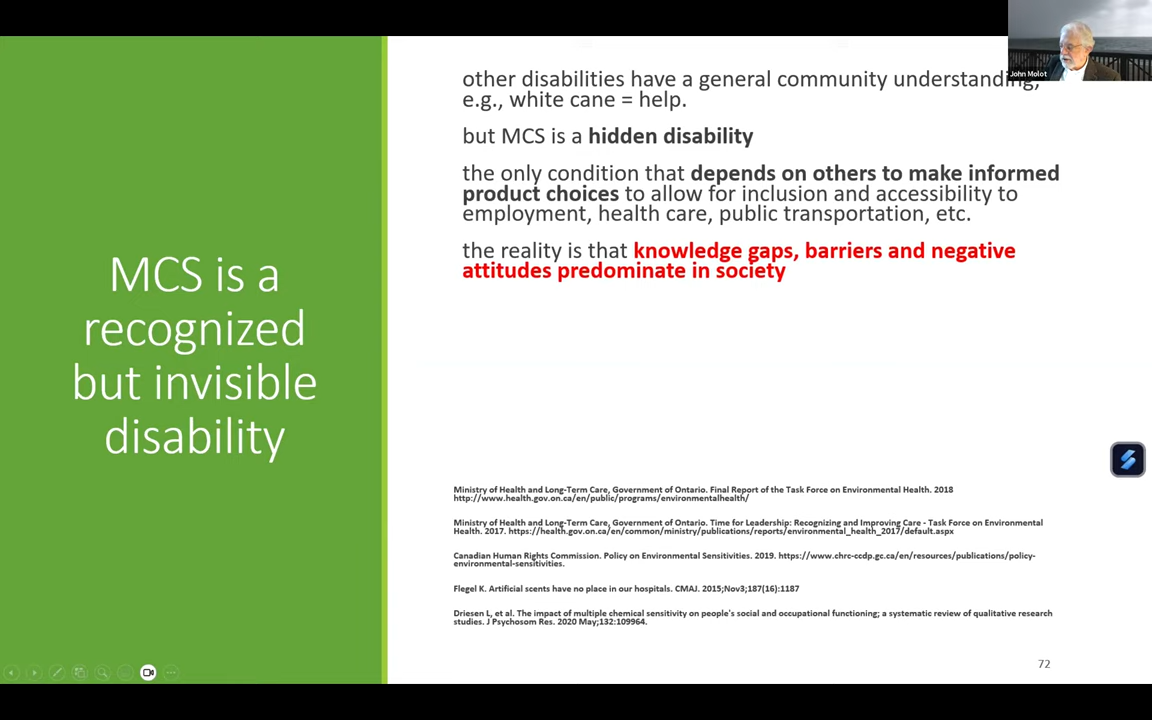 John Molot
MCS is a
recognized
but invisible
disability
other disabilities have a general community understanding,
e.g., white cane = help.
but MCS is a hidden disability
the only condition that depends on others to make informed
product choices to allow for inclusion and accessibility to
employment, health care, public transportation, etc.
the reality is that knowledge gaps, barriers and negative
attitudes predominate in society
Ministry of Health and Long-Term Care, Government of Ontario. Final Report of the Task Force on Environmental Health. 2018
http://www.health.gov.on.ca/en/public/programs/environmentalhealth/
Ministry of Health and Long-Term Care, Government of Ontario. Time for Leadership: Recognizing and Improving Care - Task Force on Environmental
Health. 2017. https://health.gov.on.ca/en/common/ministry/publications/reports/environmental_health_2017/default.aspx
Canadian Human Rights Commission. Policy on Environmental Sensitivities. 2019. https://www.chrc-ccdp.gc.ca/en/resources/publications/policy-
environmental-sensitivities.
Flegel K. Artificial scents have no place in our hospitals. CMAJ. 2015;Nov3;187(16):1187
Driesen L, et al. The impact of multiple chemical sensitivity on people's social and occupational functioning; a systematic review of qualitative research
studies. J Psychosom Res. 2020 May;132:109964.
72